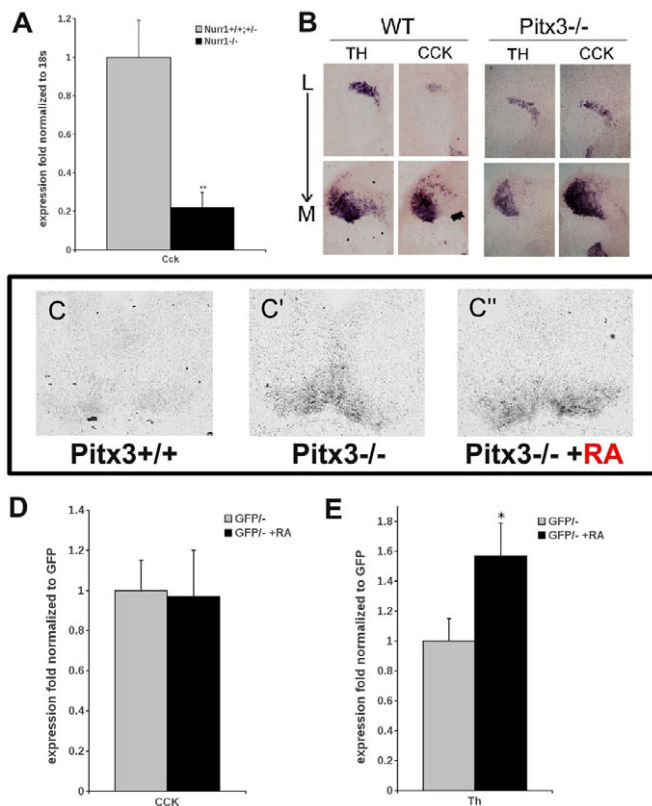 A
Nurr1+/+;+/-
Nurr1-/-
expression fold normalized to 18s
1.2
1
0.8
0.6
0.4
0.2
0
**
Cck
B
WT
Pitx3-/-
TH
CCK
TH
CCK
L
M
C
C'
C"
Pitx3+/+
Pitx3-/-
Pitx3-/- +RA
D
GFP/-
GFP/- +RA
expression fold normalized to GFP
1.4
1.2
1
0.8
0.6
0.4
0.2
0
CCK
E
GFP/-
GFP/- +RA
expression fold normalized to GFP
1.8
1.6
1.4
1.2
1
0.8
0.6
0.4
0.2
0
*
Th